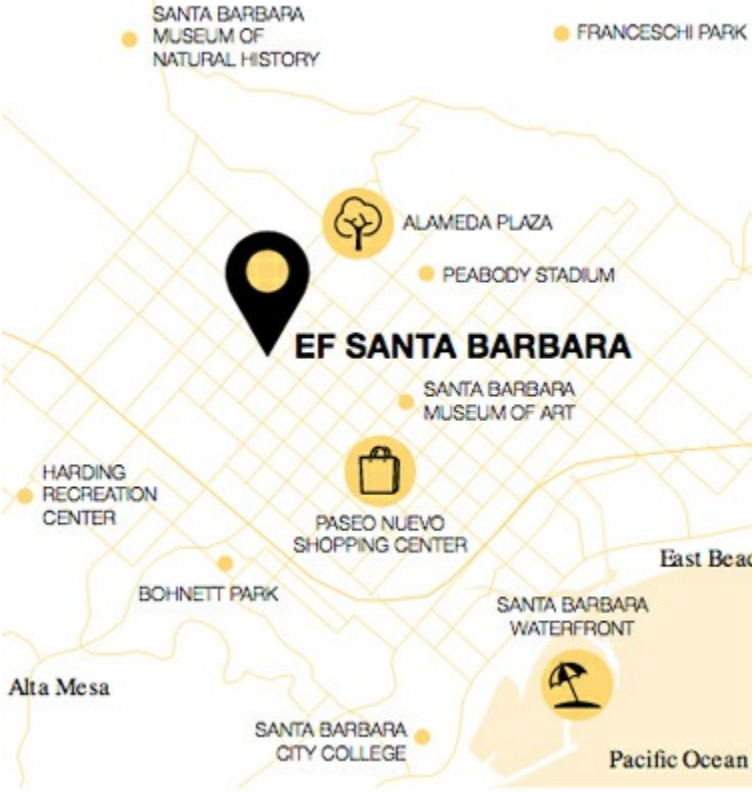 SANTA BARBARA
MUSEUM OF
NATURAL HISTORY
FRANCESCHI PARK
ALAMEDA PLAZA
PEABODY STADIUM
EF SANTA BARBARA
SANTA BARBARA
MUSEUM OF ART
HARDING
RECREATION
CENTER
PASEO NUEVO
SHOPPING CENTER
East Beac
BOHNETT PARK
SANTA BARBARA
WATERFRONT
Alta Mesa
SANTA BARBARA
CITY COLLEGE
Pacific Ocean